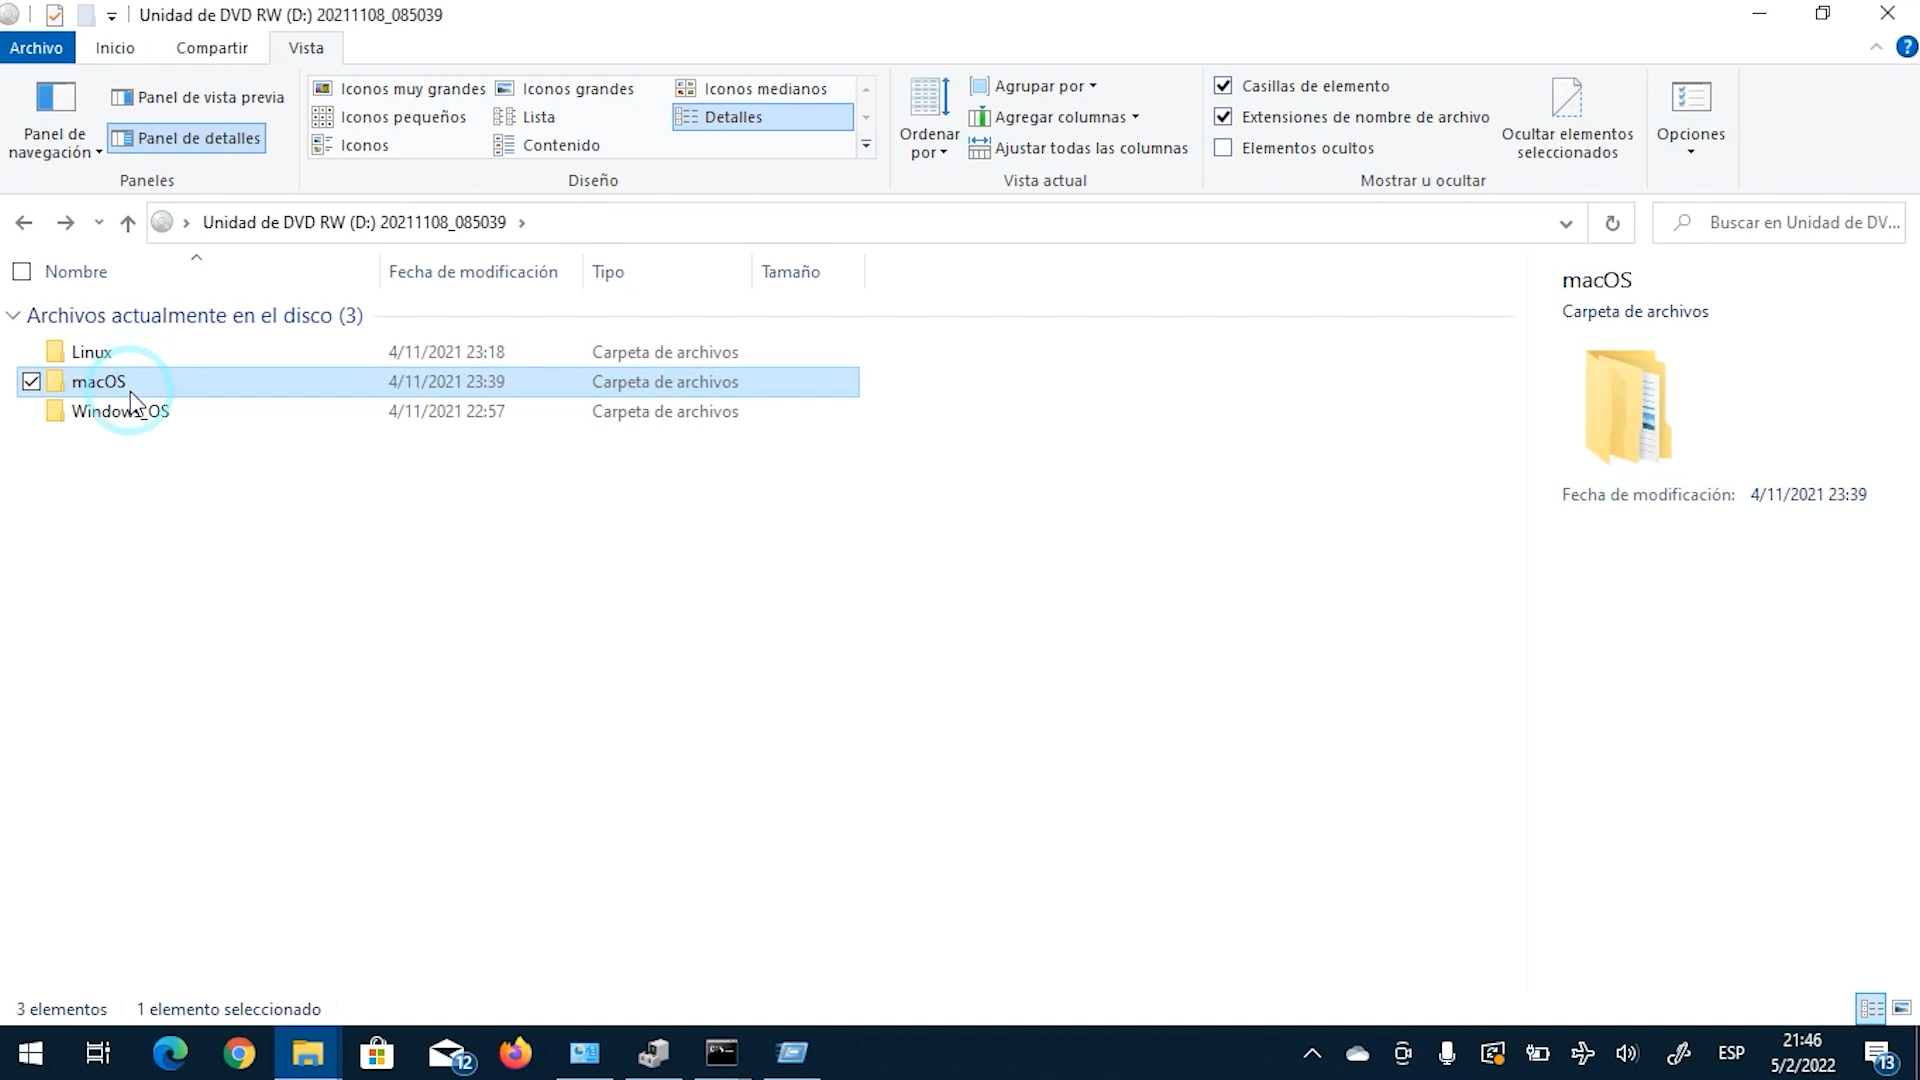 Unidad de DVD RW (D:) 20211108_085039
Archivo Inicio Compartir Vista
Panel de navegación
Panel de vista previa
Panel de detalles
Paneles
Iconos muy grandes Iconos grandes Iconos medianos
Iconos pequeños Lista Detalles
Iconos Contenido
Diseño
Ordenar por
Agrupar por
Agregar columnas
Ajustar todas las columnas
Vista actual
Casillas de elemento
Extensiones de nombre de archivo
Elementos ocultos
Ocultar elementos
seleccionados
Mostrar u ocultar
Opciones
Unidad de DVD RW (D:) 20211108_085039
Buscar en Unidad de DV...
Nombre Fecha de modificación Tipo Tamaño
Archivos actualmente en el disco (3)
Linux 4/11/2021 23:18 Carpeta de archivos
macOS 4/11/2021 23:39 Carpeta de archivos
Windows_OS 4/11/2021 22:57 Carpeta de archivos
macOS
Carpeta de archivos
Fecha de modificación: 4/11/2021 23:39
3 elementos 1 elemento seleccionado
12
ESP
21:46
5/2/2022
13